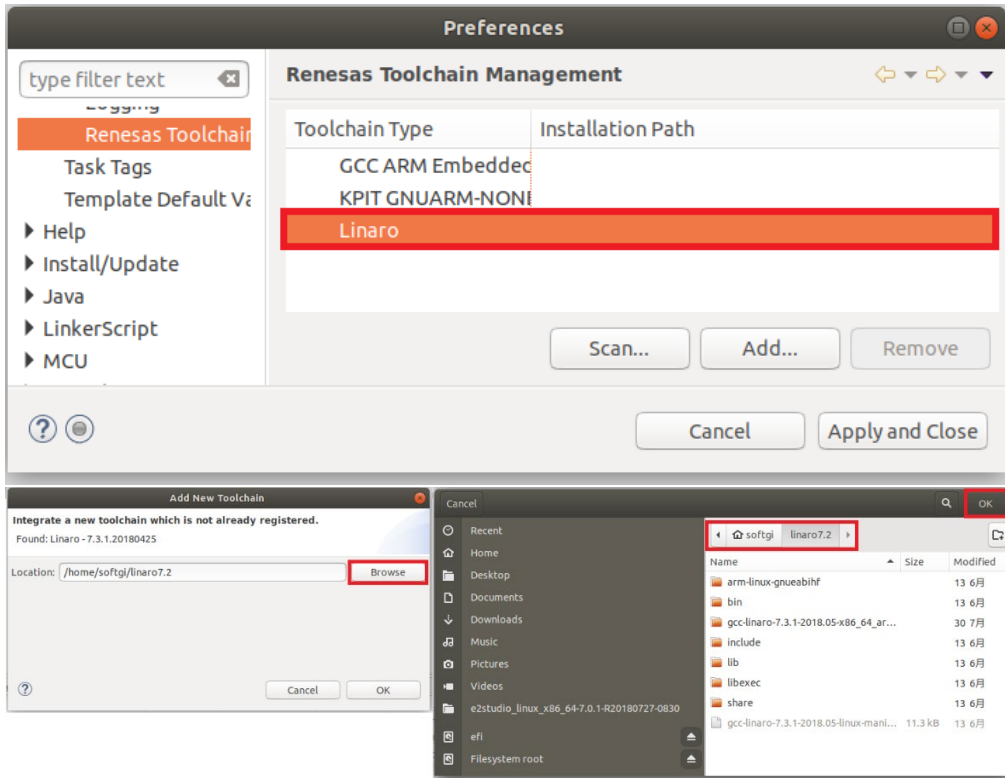 Preferences
type filter text
Renesas Toolchain Management
Logging
Renesas Toolchair
Task Tags
Template Default Va
Help
Install/Update
Java
LinkerScript
MCU
Toolchain Type Installation Path
GCC ARM Embedded
KPIT GNUARM-NON
Linaro
Scan... Add... Remove
Cancel Apply and Close
Add New Toolchain
Integrate a new toolchain which is not already registered.
Found: Linaro - 7.3.1.20180425
Location: /home/softgi/linaro7.2 Browse
Cancel OK
Cancel OK
Recent
Home
Desktop
Documents
Downloads
Music
Pictures
Videos
e2studio_linux_x86_64-7.0.1-R20180727-0830
efi
Filesystem root
softgi linaro7.2
Name Size Modified
arm-linux-gnueabihf 13 6月
bin 13 6月
gcc-linaro-7.3.1-2018.05-x86_64_ar... 30 7月
include 13 6月
lib 13 6月
libexec 13 6月
share 13 6月
gcc-linaro-7.3.1-2018.05-linux-mani... 11.3 kB 13 6月